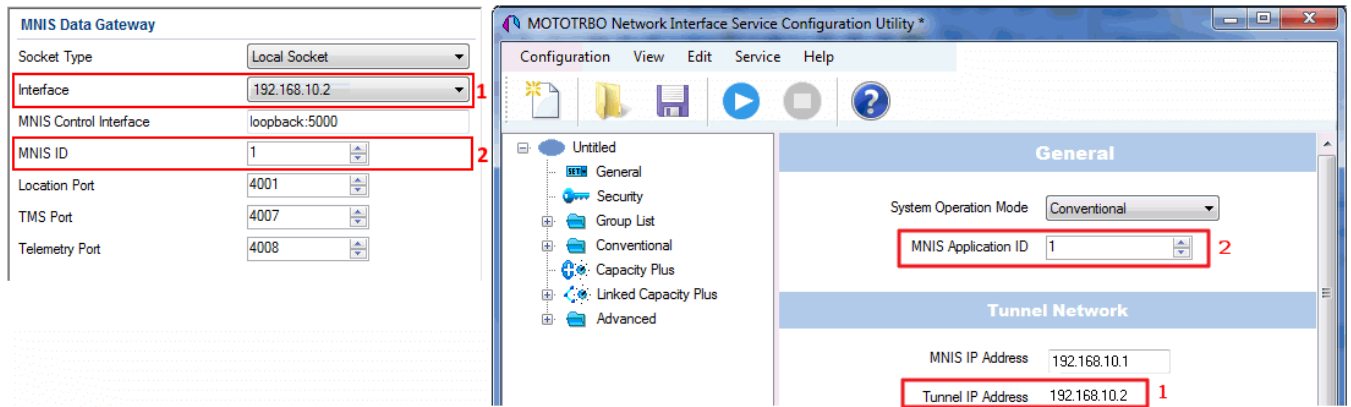 MNIS Data Gateway
Socket Type Local Socket
Interface 192.168.10.2 1
MNIS Control Interface loopback:5000
MNIS ID 1 2
Location Port 4001
TMS Port 4007
Telemetry Port 4008
MOTOTRBO Network Interface Service Configuration Utility *
Configuration View Edit Service Help
Untitled
SET General
Security
Group List
Conventional
Capacity Plus
Linked Capacity Plus
Advanced
General
System Operation Mode Conventional
MNIS Application ID 1 2
Tunnel Network
MNIS IP Address 192.168.10.1
Tunnel IP Address 192.168.10.2 1